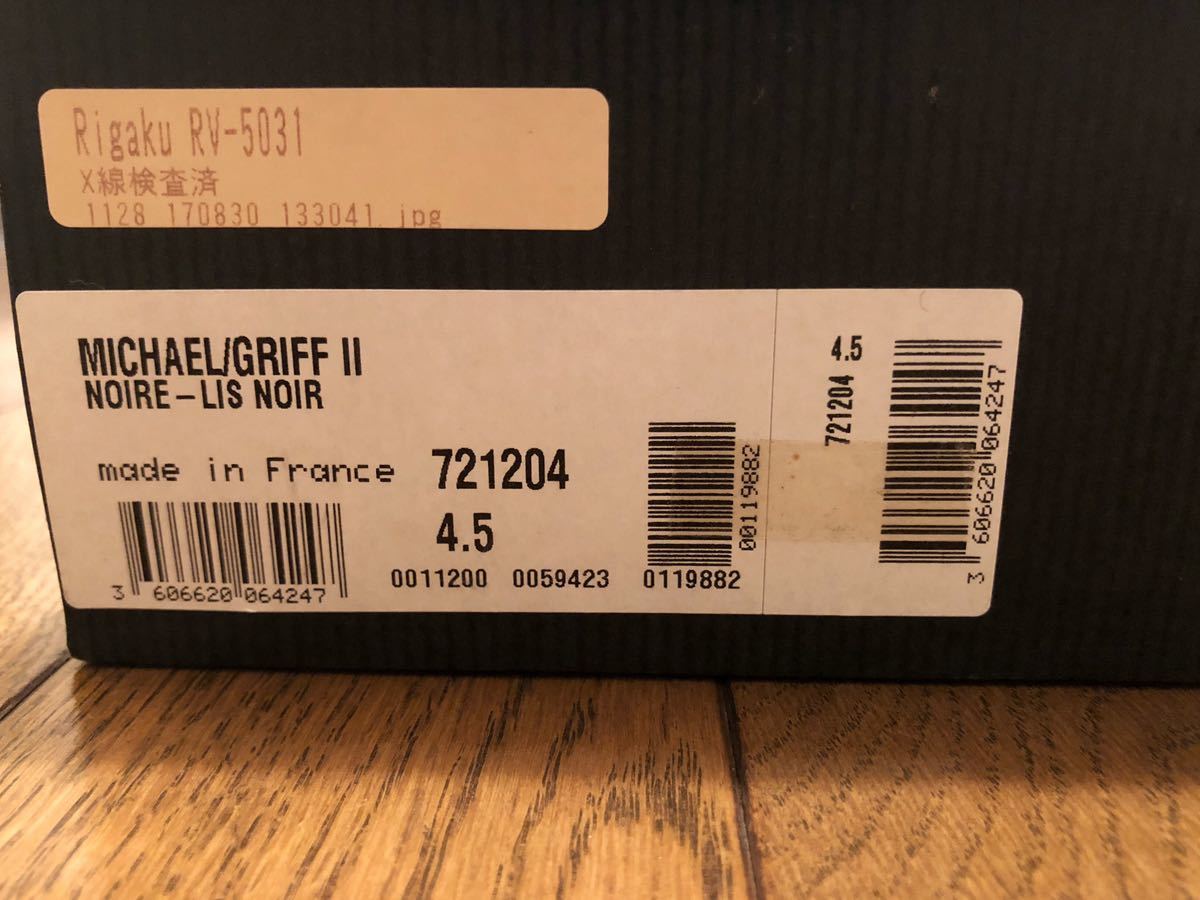 Rigaku RV-5031
X線検査済
1128 170830 133041.jpg
MICHAEL/GRIFF II
NOIRE-LIS NOIR
made in France 721204
4.5
3 606620 064247
0011200 0059423 0119882
00119882
721204 4.5
3 606620 064247